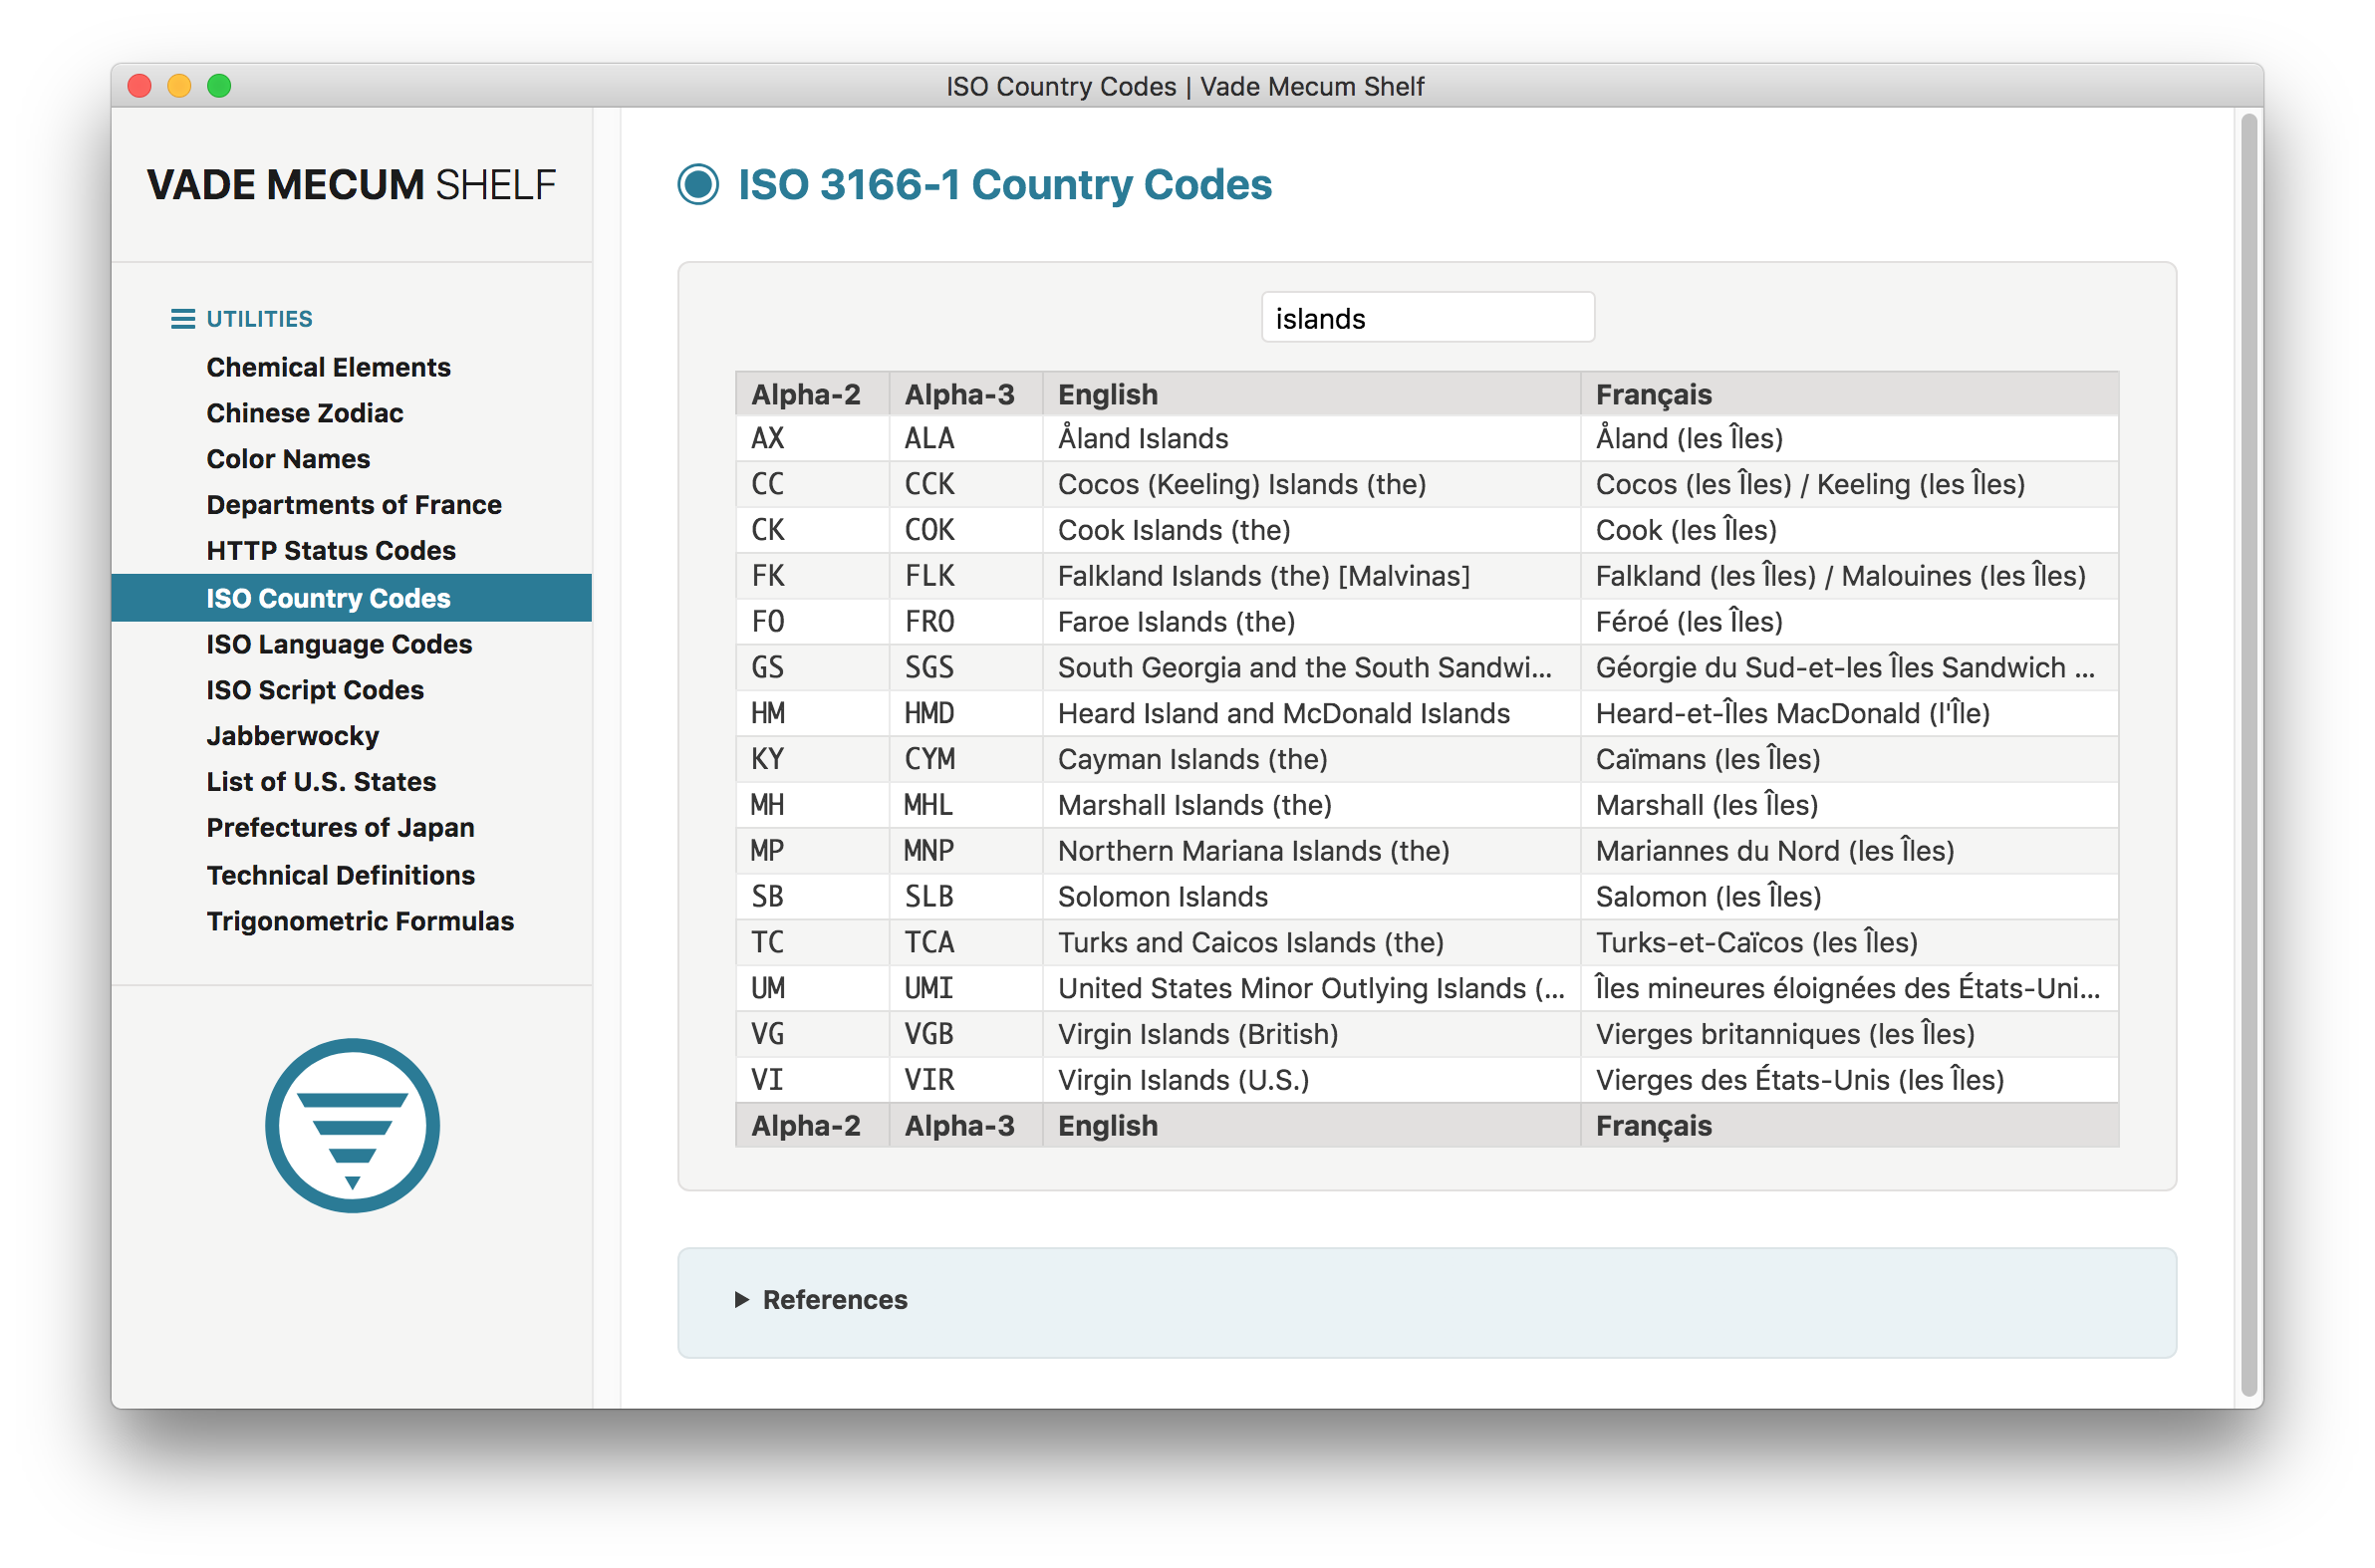 ISO Country Codes | Vade Mecum Shelf
VADE MECUM SHELF
UTILITIES
Chemical Elements
Chinese Zodiac
Color Names
Departments of France
HTTP Status Codes
ISO Country Codes
ISO Language Codes
ISO Script Codes
Jabberwocky
List of U.S. States
Prefectures of Japan
Technical Definitions
Trigonometric Formulas
ISO 3166-1 Country Codes
islands
Alpha-2 Alpha-3 English Français
AX ALA Åland Islands Åland (les Îles)
CC CCK Cocos (Keeling) Islands (the) Cocos (les Îles) / Keeling (les Îles)
CK COK Cook Islands (the) Cook (les Îles)
FK FLK Falkland Islands (the) [Malvinas] Falkland (les Îles) / Malouines (les Îles)
FO FRO Faroe Islands (the) Féroé (les Îles)
GS SGS South Georgia and the South Sandwi... Géorgie du Sud-et-les Îles Sandwich ...
HM HMD Heard Island and McDonald Islands Heard-et-Îles MacDonald (l'Île)
KY CYM Cayman Islands (the) Caïmans (les Îles)
MH MHL Marshall Islands (the) Marshall (les Îles)
MP MNP Northern Mariana Islands (the) Mariannes du Nord (les Îles)
SB SLB Solomon Islands Salomon (les Îles)
TC TCA Turks and Caicos Islands (the) Turks-et-Caïcos (les Îles)
UM UMI United States Minor Outlying Islands (... Îles mineures éloignées des États-Uni...
VG VGB Virgin Islands (British) Vierges britanniques (les Îles)
VI VIR Virgin Islands (U.S.) Vierges des États-Unis (les Îles)
Alpha-2 Alpha-3 English Français
References